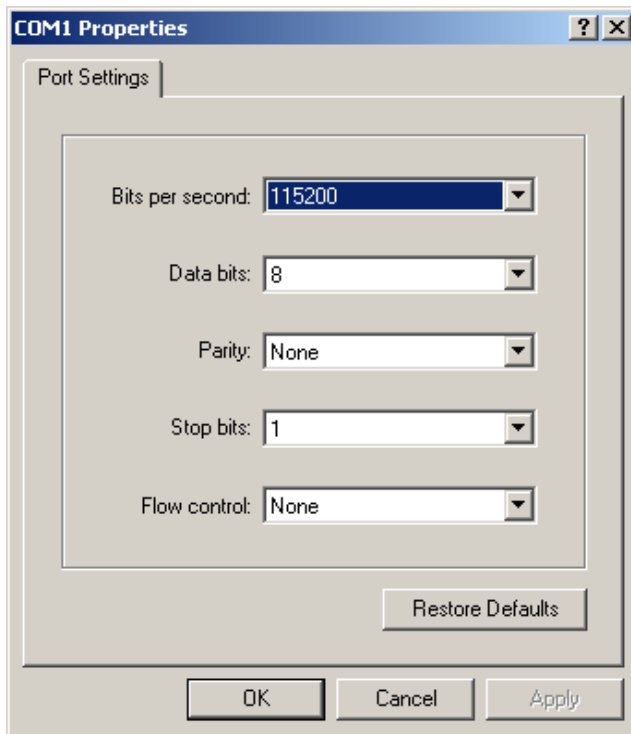 COM1 Properties
Port Settings
Bits per second: 115200
Data bits: 8
Parity: None
Stop bits: 1
Flow control: None
Restore Defaults
OK Cancel Apply